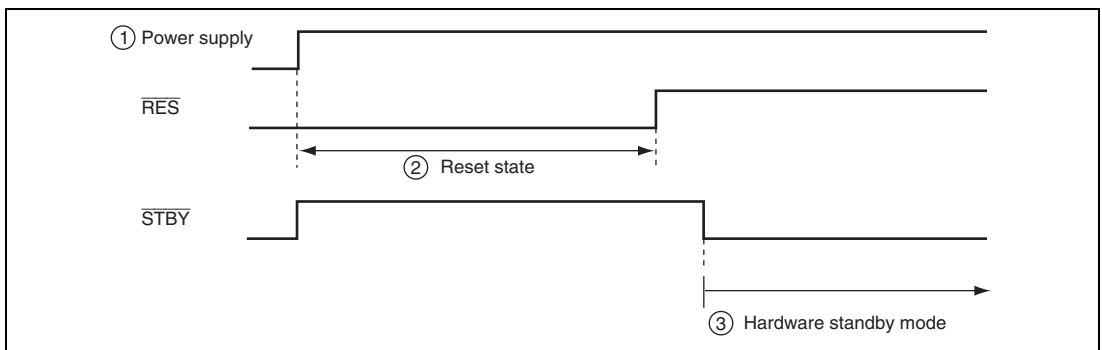 ① Power supply
RES
② Reset state
STBY
③ Hardware standby mode